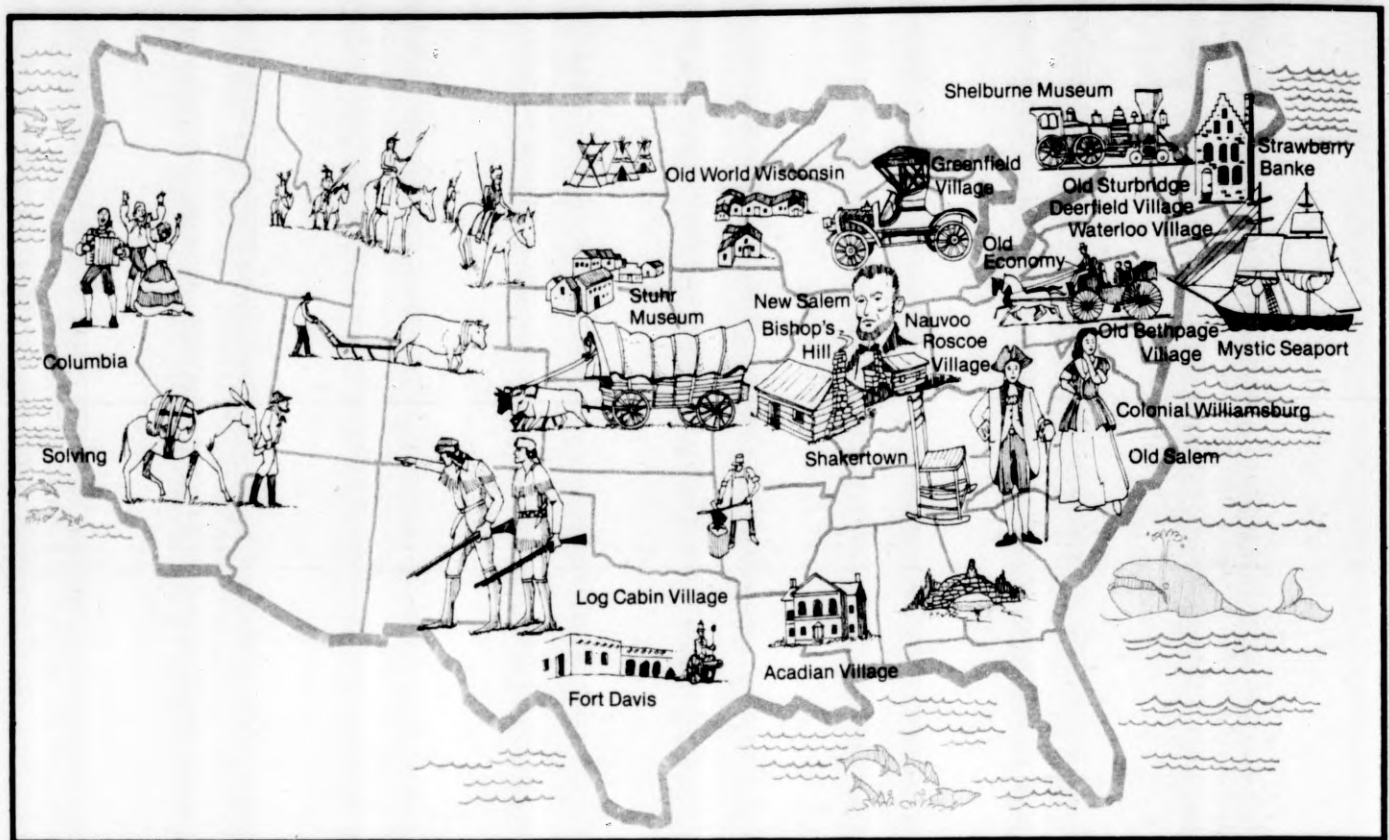 Shelburne Museum
Strawberry
Banke
Greenfield
Village
Old World Wisconsin
Old Sturbridge
Deerfield Village
Waterloo Village
Old
Economy
Stuhr
Museum
New Salem
Bishop's
Hill
Nauvoo
Roscoe
Village
Old Bethpage
Village
Mystic Seaport
Columbia
Colonial Williamsburg
Solving
Shakertown
Old Salem
Log Cabin Village
Acadian Village
Fort Davis